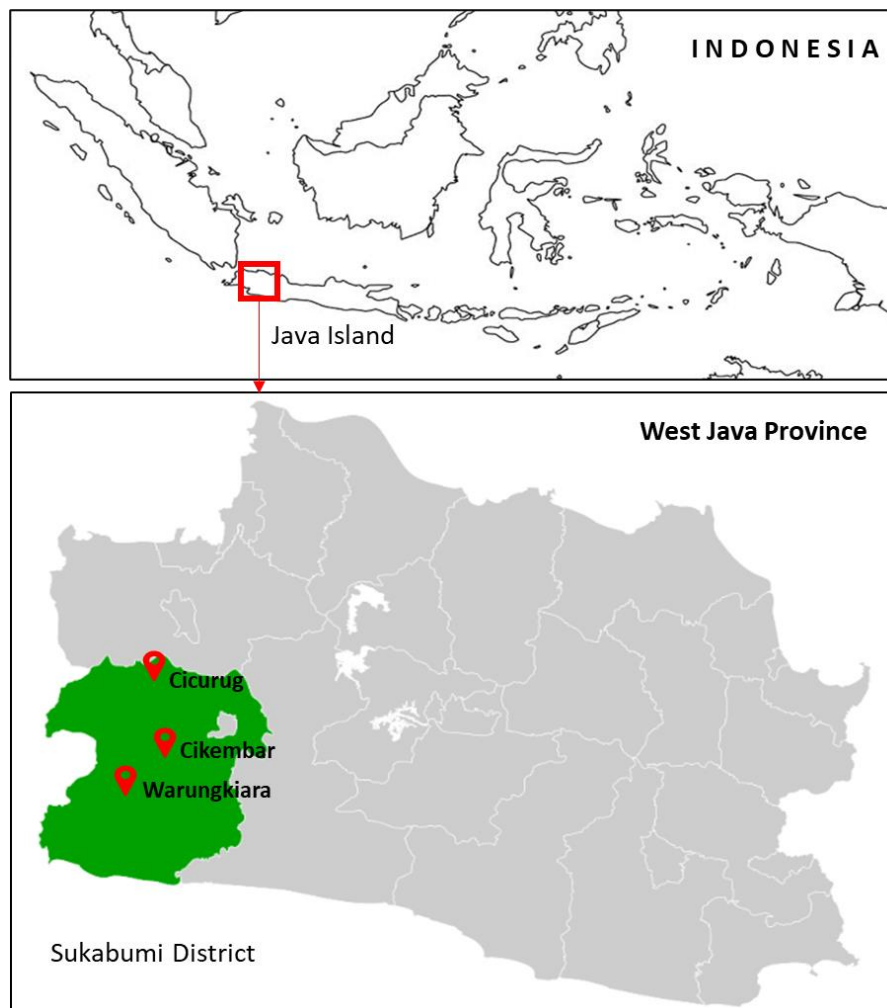 INDONESIA
Java Island
West Java Province
Cicurug
Cikembar
Warungkiara
Sukabumi District